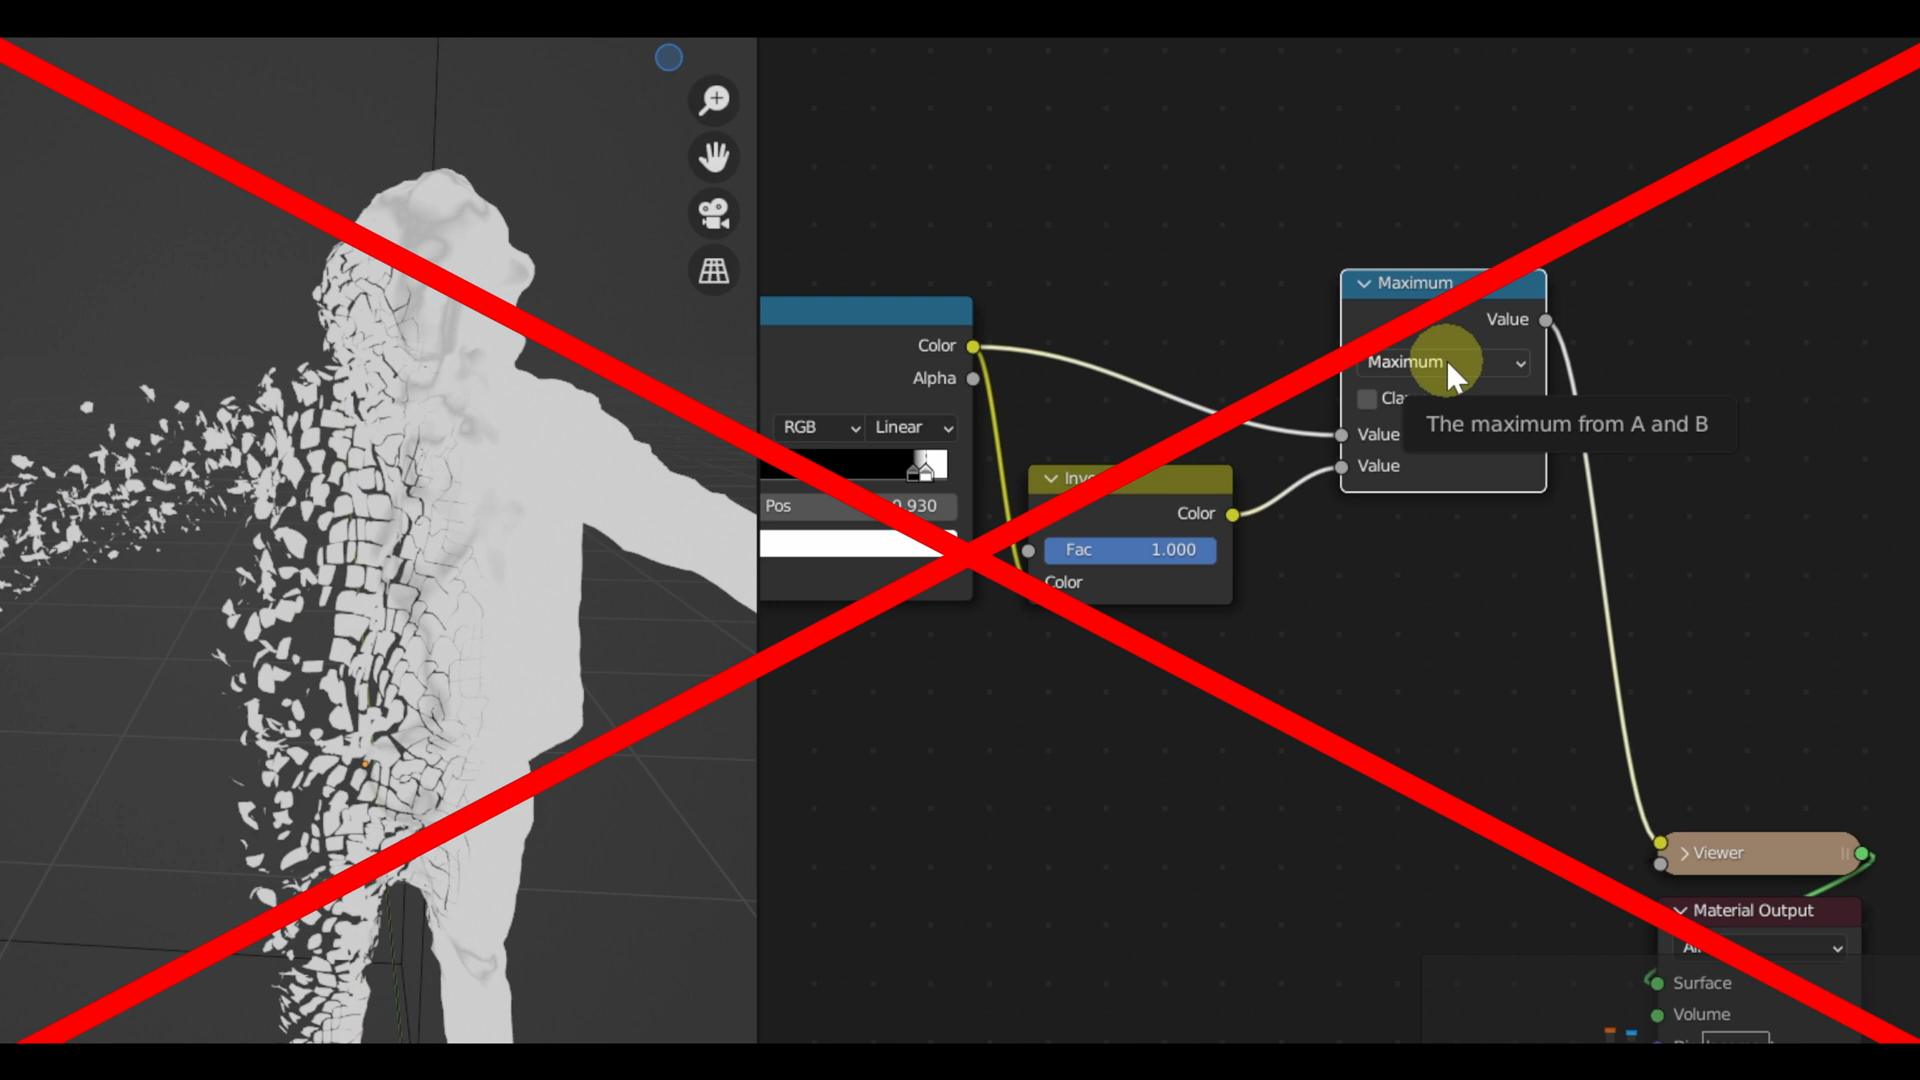 Maximum
Value
Maximum
Color
Alpha
The maximum from A and B
RGB
Linear
Value
Value
Pos
Color
Fac
1.000
Color
Viewer
Material Output
Surface
Volume